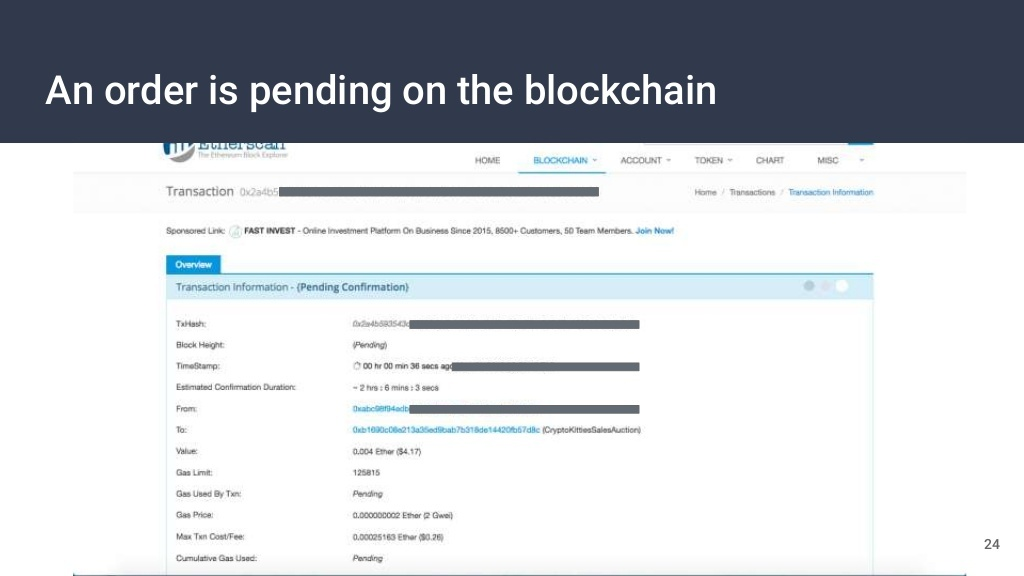 An order is pending on the blockchain
Etherscan
The Ethereum Block Explorer
HOME BLOCKCHAIN ACCOUNT TOKEN CHART MISC
Transaction 0x2a4b5
Home / Transactions / Transaction Information
Sponsored Link: FAST INVEST - Online Investment Platform On Business Since 2015, 8500+ Customers, 50 Team Members. Join Now!
Overview
Transaction Information - (Pending Confirmation)
TxHash: 0x2a4b593543c
Block Height: (Pending)
TimeStamp: 00 hr 00 min 36 secs ago
Estimated Confirmation Duration: ~ 2 hrs : 6 mins : 3 secs
From: 0xabc98f94edb
To: 0xb1690c08e213a35ed9bab7b318de14420fb57d8c (CryptoKittiesSalesAuction)
Value: 0.004 Ether ($4.17)
Gas Limit: 125815
Gas Used By Txn: Pending
Gas Price: 0.000000002 Ether (2 Gwei)
Max Txn Cost/Fee: 0.00025163 Ether ($0.26)
Cumulative Gas Used: Pending
24